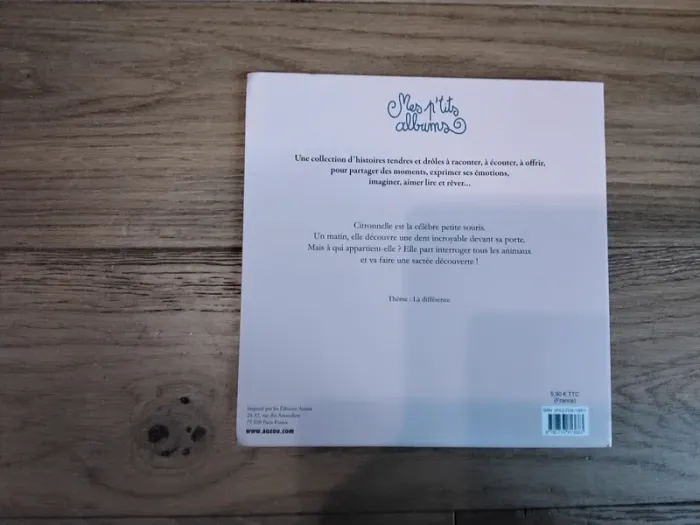 Mes p'tits
albums
Une collection d'histoires tendres et drôles à raconter, à écouter, à offrir,
pour partager des moments, exprimer ses émotions,
imaginer, aimer lire et rêver...
Citronnelle est la célèbre petite souris.
Un matin, elle découvre une dent incroyable devant sa porte.
Mais à qui appartient-elle ? Elle part interroger tous les animaux
et va faire une sacrée découverte !
Thème : La différence
5,90 € TTC
(France)
par les Éditions Auzou
rue des
75 020 Paris France
www.auzou.com
ISBN